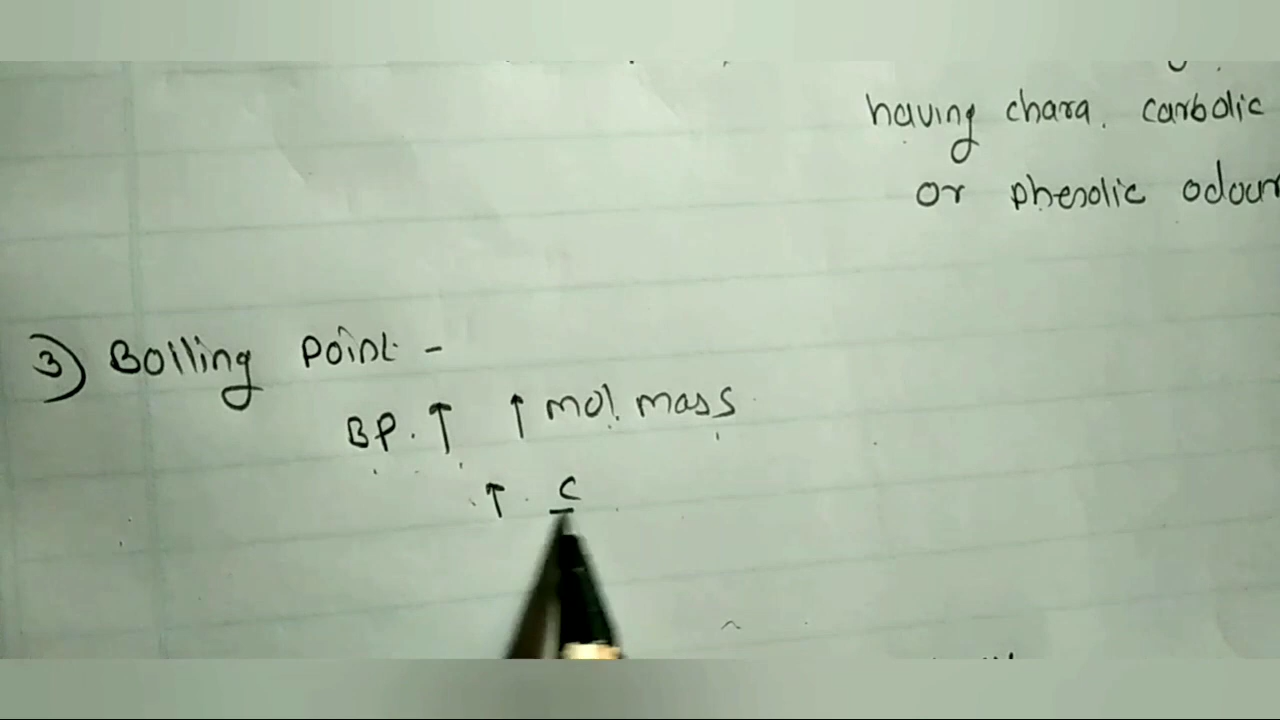 having chara. carbolic
or phenolic odour
3) Boiling Point -
BP. ↑ ↑ mol. mass
↑ C